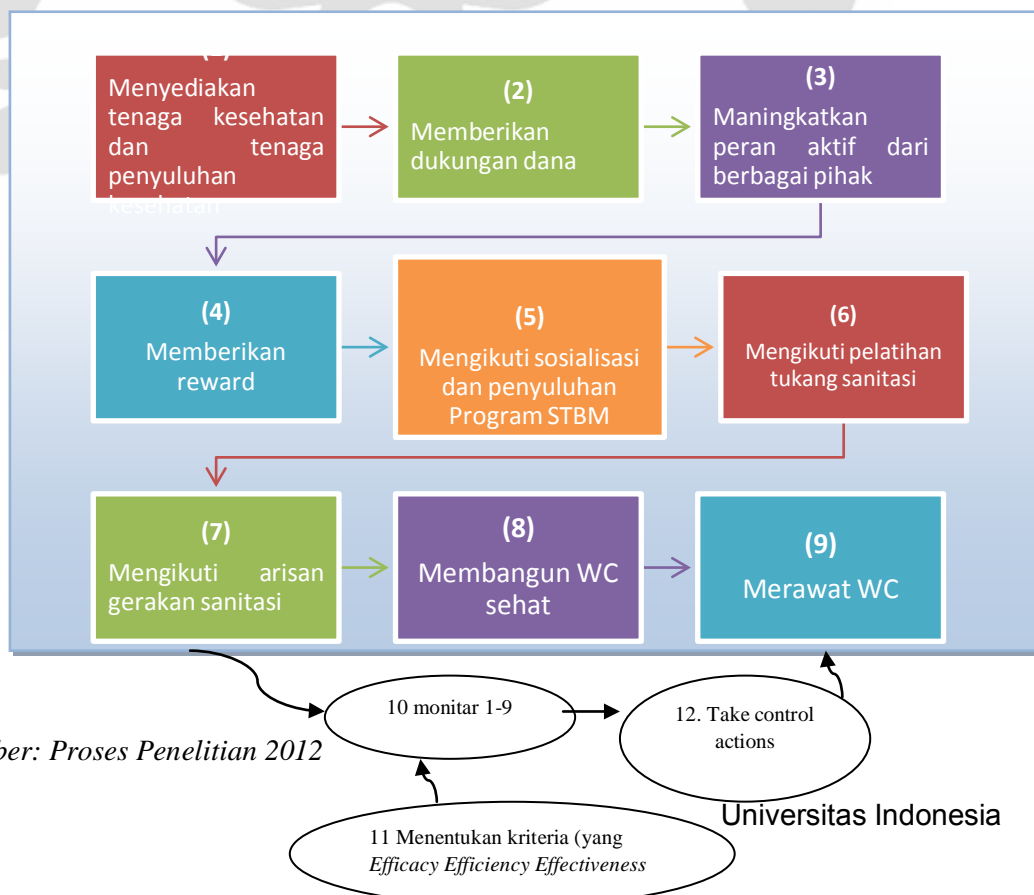 Menyediakan
tenaga kesehatan
dan tenaga
penyuluhan
kesehatan
(2)
Memberikan
dukungan dana
(3)
Maningkatkan
peran aktif dari
berbagai pihak
(4)
Memberikan
reward
(5)
Mengikuti sosialisasi
dan penyuluhan
Program STBM
(6)
Mengikuti pelatihan
tukang sanitasi
(7)
Mengikuti arisan
gerakan sanitasi
(8)
Membangun WC
sehat
(9)
Merawat WC
10 monitar 1-9
12. Take control
actions
ber: Proses Penelitian 2012
Universitas Indonesia
11 Menentukan kriteria (yang
Efficacy Efficiency Effectiveness